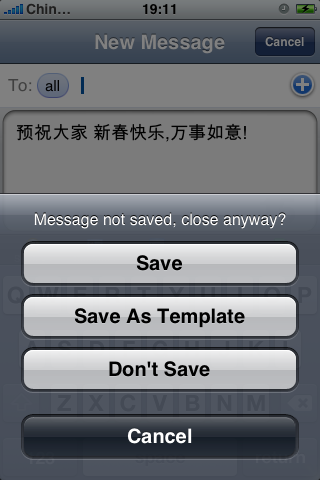 Chin... 19:11
New Message Cancel
To: all
预祝大家 新春快乐,万事如意!
Message not saved, close anyway?
Save
Save As Template
Don't Save
Z X C V B N M
Cancel